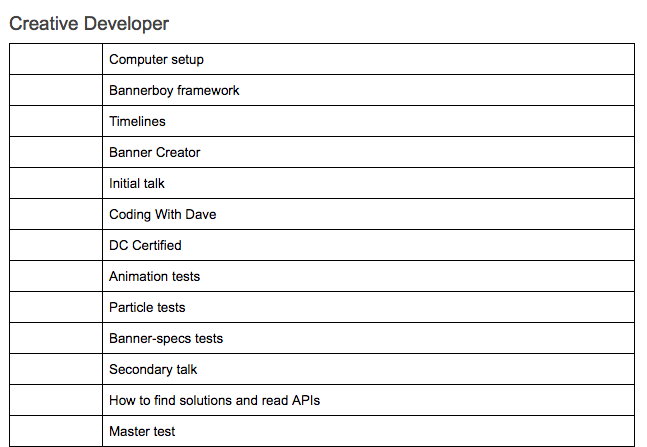 Creative Developer
Computer setup
Bannerboy framework
Timelines
Banner Creator
Initial talk
Coding With Dave
DC Certified
Animation tests
Particle tests
Banner-specs tests
Secondary talk
How to find solutions and read APIs
Master test